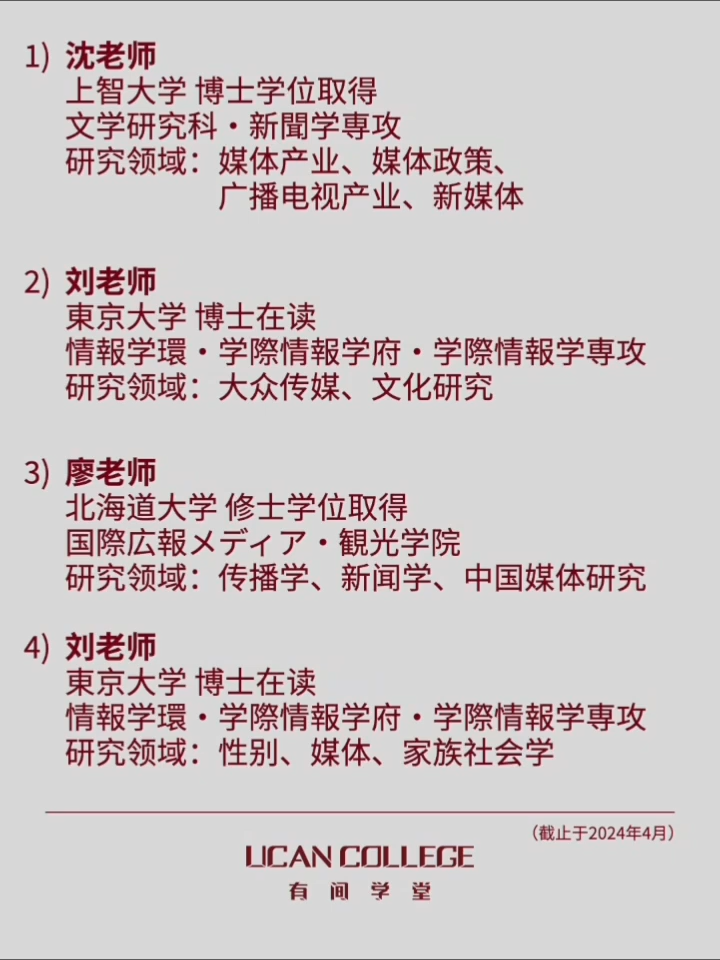 1) 沈老师
上智大学 博士学位取得
文学研究科・新聞学専攻
研究领域：媒体产业、媒体政策、
广播电视产业、新媒体
2) 刘老师
東京大学 博士在读
情報学環・学際情報学府・学際情報学専攻
研究领域：大众传媒、文化研究
3) 廖老师
北海道大学 修士学位取得
国際広報メディア・観光学院
研究领域：传播学、新闻学、中国媒体研究
4) 刘老师
東京大学 博士在读
情報学環・学際情報学府・学際情報学専攻
研究领域：性别、媒体、家族社会学
（截止于2024年4月）
UCAN COLLEGE
有间学堂